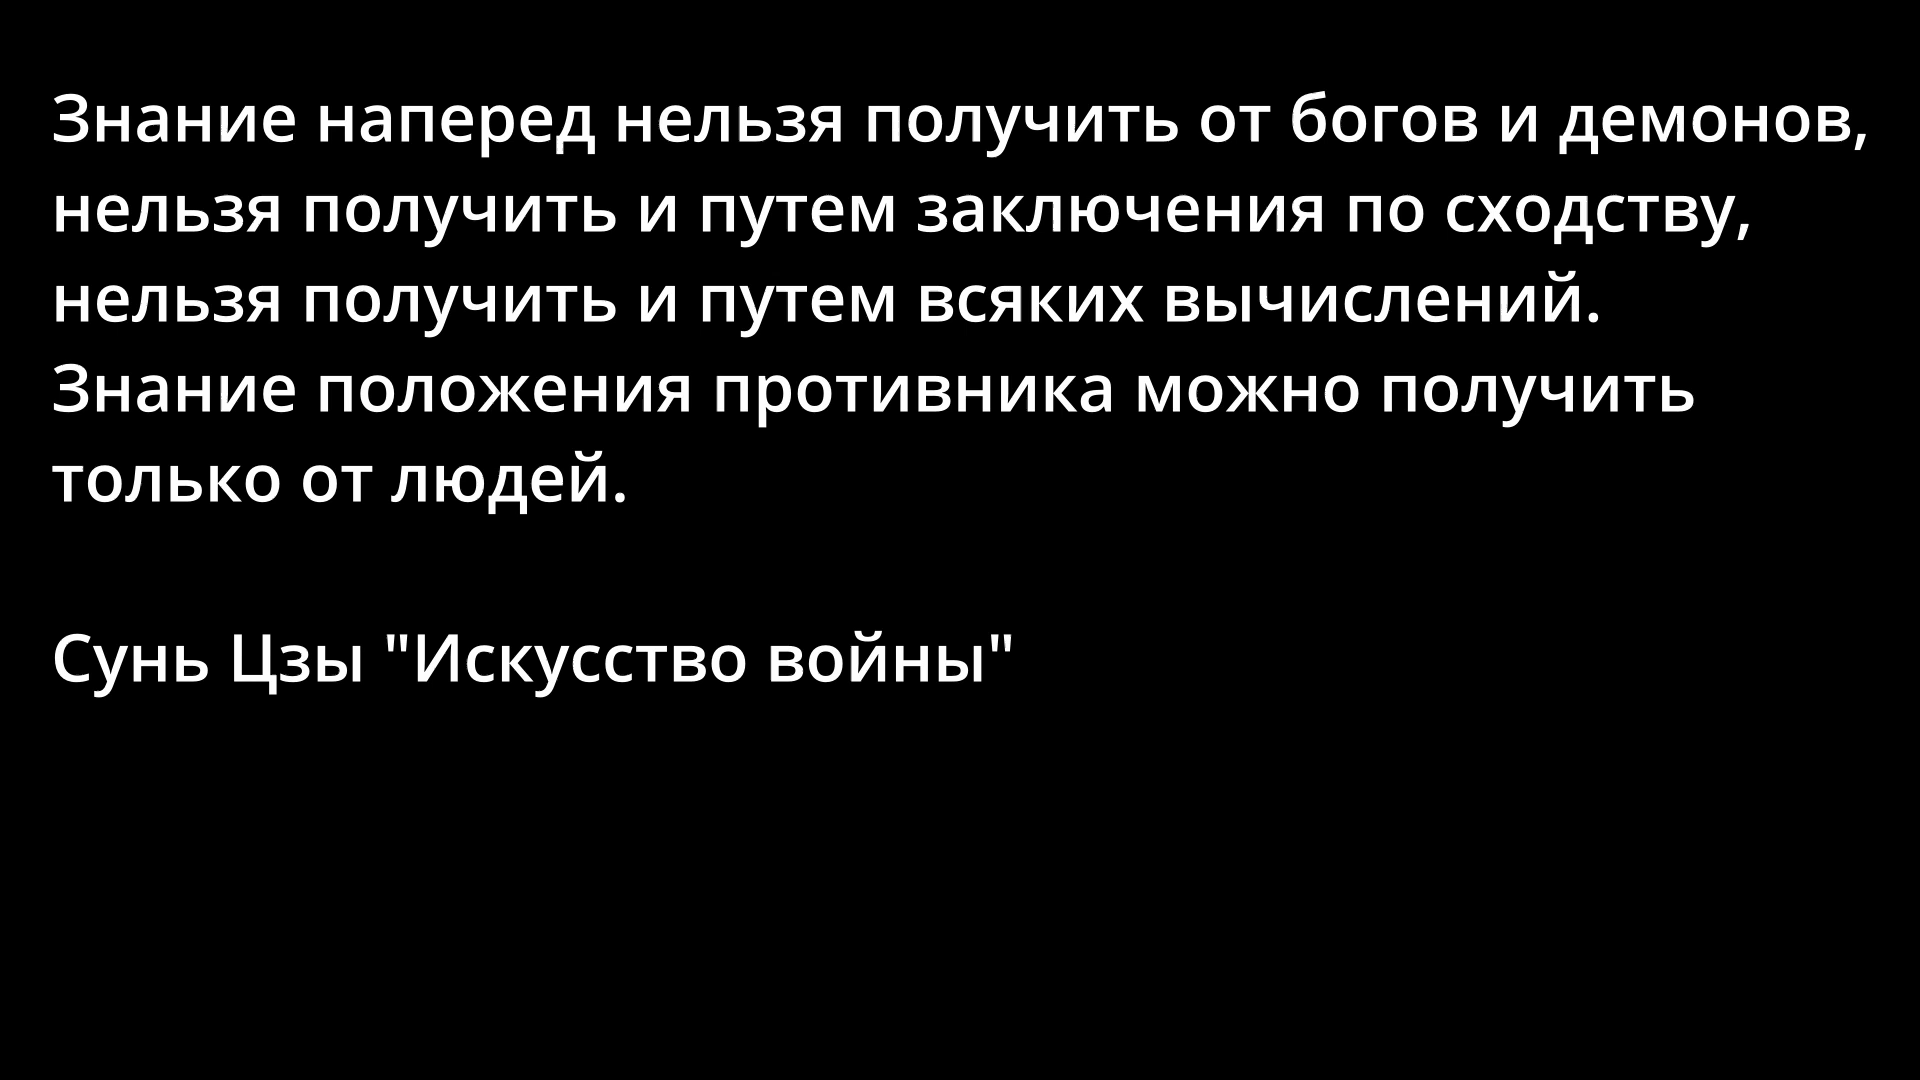 Знание наперед нельзя получить от богов и демонов,
нельзя получить и путем заключения по сходству,
нельзя получить и путем всяких вычислений.
Знание положения противника можно получить
только от людей.
Сунь Цзы "Искусство войны"